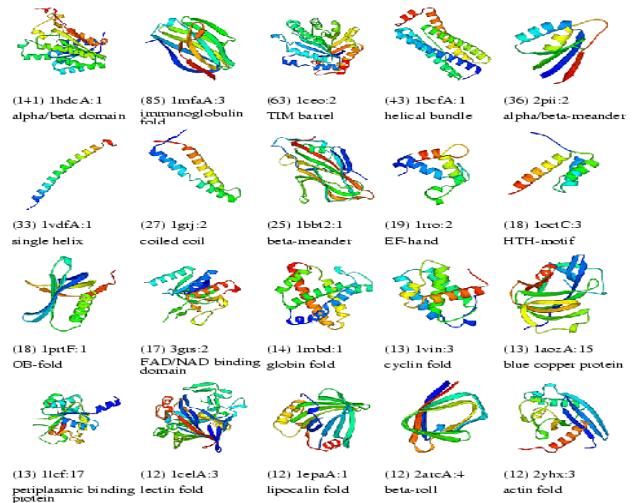 (141) 1hdcA:1
alpha/beta domain
(85) 1mfaA:3
immunoglobulin
fold
(63) 1ceo:2
TIM barrel
(43) 1bcfA:1
helical bundle
(36) 2pii:2
alpha/beta-meander
(33) 1vdfA:1
single helix
(27) 1grj:2
coiled coil
(25) 1bbt2:1
beta-meander
(19) 1rro:2
EF-hand
(18) 1octC:3
HTH-motif
(18) 1prtF:1
OB-fold
(17) 3grs:2
FAD/NAD binding
domain
(14) 1mbd:1
globin fold
(13) 1vin:3
cyclin fold
(13) 1aozA:15
blue copper protein
(13) 1lcf:17
periplasmic binding
protein
(12) 1celA:3
lectin fold
(12) 1epaA:1
lipocalin fold
(12) 2arcA:4
beta-roll
(12) 2yhx:3
actin fold